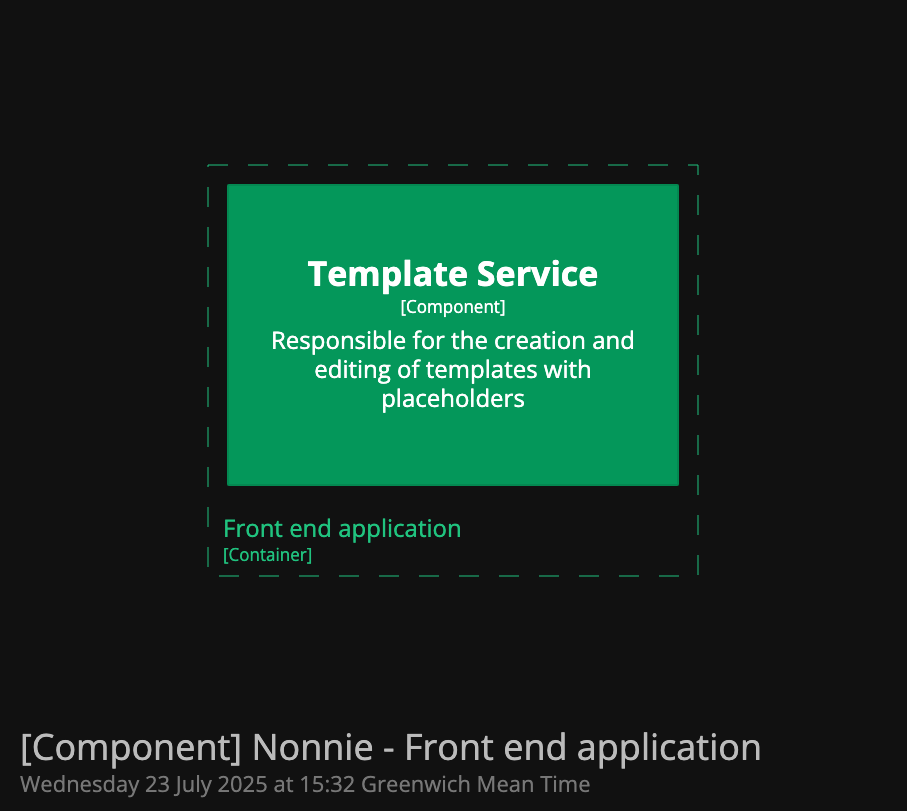 Template Service
[Component]
Responsible for the creation and
editing of templates with
placeholders
Front end application
[Container]
[Component] Nonnie - Front end application
Wednesday 23 July 2025 at 15:32 Greenwich Mean Time